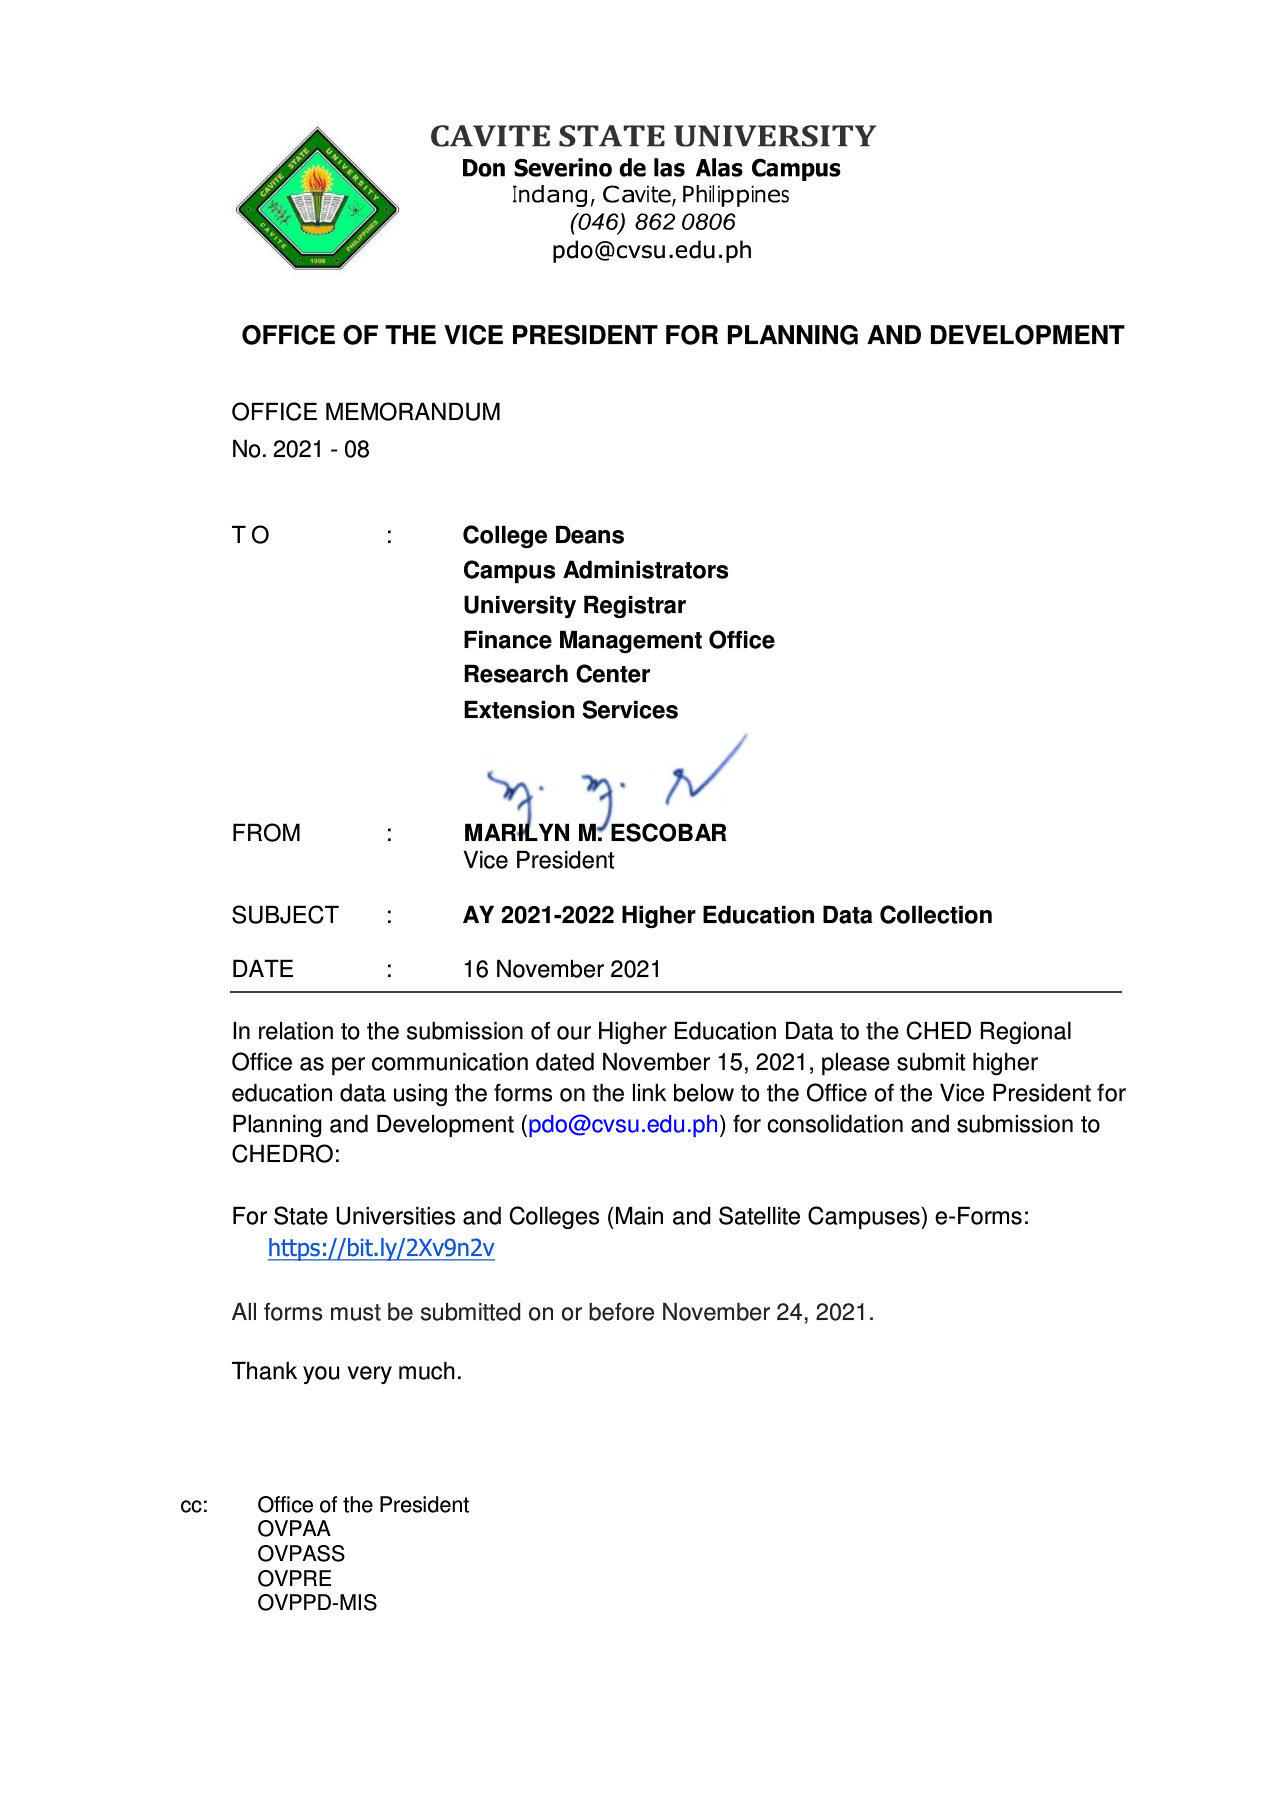 CAVITE STATE UNIVERSITY
Don Severino de las Alas Campus
Indang, Cavite, Philippines
(046) 862 0806
pdo@cvsu.edu.ph
CAVITE STATE UNIVERSITY
CAVITE PHILIPPINES
1906
OFFICE OF THE VICE PRESIDENT FOR PLANNING AND DEVELOPMENT
OFFICE MEMORANDUM
No. 2021 - 08
T O : College Deans
Campus Administrators
University Registrar
Finance Management Office
Research Center
Extension Services
FROM : MARILYN M. ESCOBAR
Vice President
SUBJECT : AY 2021-2022 Higher Education Data Collection
DATE : 16 November 2021
In relation to the submission of our Higher Education Data to the CHED Regional
Office as per communication dated November 15, 2021, please submit higher
education data using the forms on the link below to the Office of the Vice President for
Planning and Development (pdo@cvsu.edu.ph) for consolidation and submission to
CHEDRO:
For State Universities and Colleges (Main and Satellite Campuses) e-Forms:
https://bit.ly/2Xv9n2v
All forms must be submitted on or before November 24, 2021.
Thank you very much.
cc: Office of the President
OVPAA
OVPASS
OVPRE
OVPPD-MIS